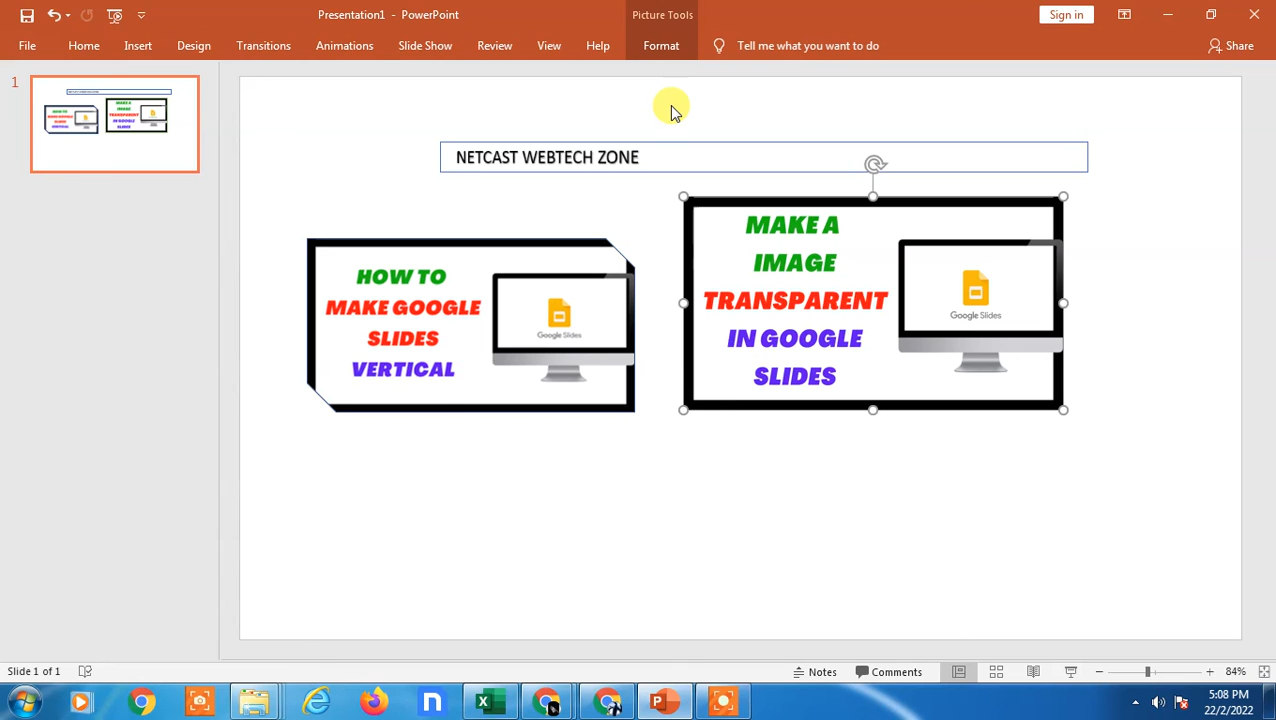 Presentation1 - PowerPoint
Picture Tools
Sign in
File
Home
Insert
Design
Transitions
Animations
Slide Show
Review
View
Help
Format
Tell me what you want to do
Share
1
NETCAST WEBTECH ZONE
HOW TO
MAKE GOOGLE
SLIDES
VERTICAL
Google Slides
MAKE A
IMAGE
TRANSPARENT
IN GOOGLE
SLIDES
Google Slides
Slide 1 of 1
Notes
Comments
84%
5:08 PM
22/2/2022